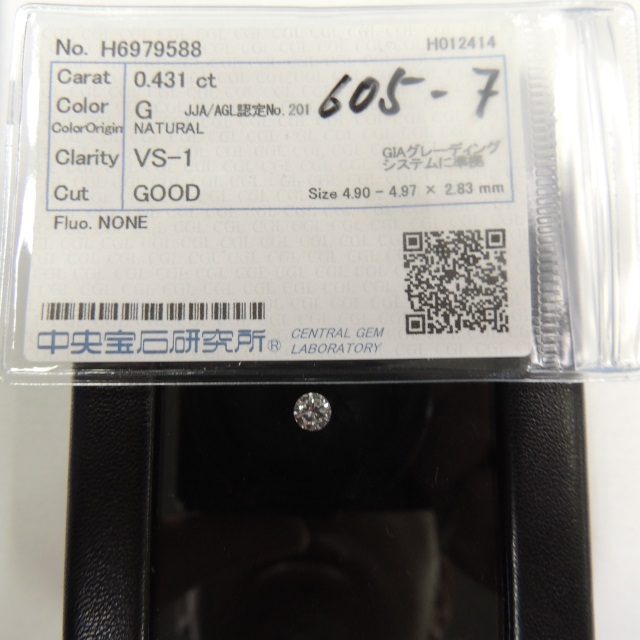 No. H6979588 H012414
Carat 0.431 ct 605-7
Color G JJA/AGL認定No.201
ColorOrigin NATURAL
Clarity VS-1 GIAグレーディング
システムに準拠
Cut GOOD Size 4.90 - 4.97 × 2.83 mm
Fluo. NONE
中央宝石研究所® CENTRAL GEM
LABORATORY